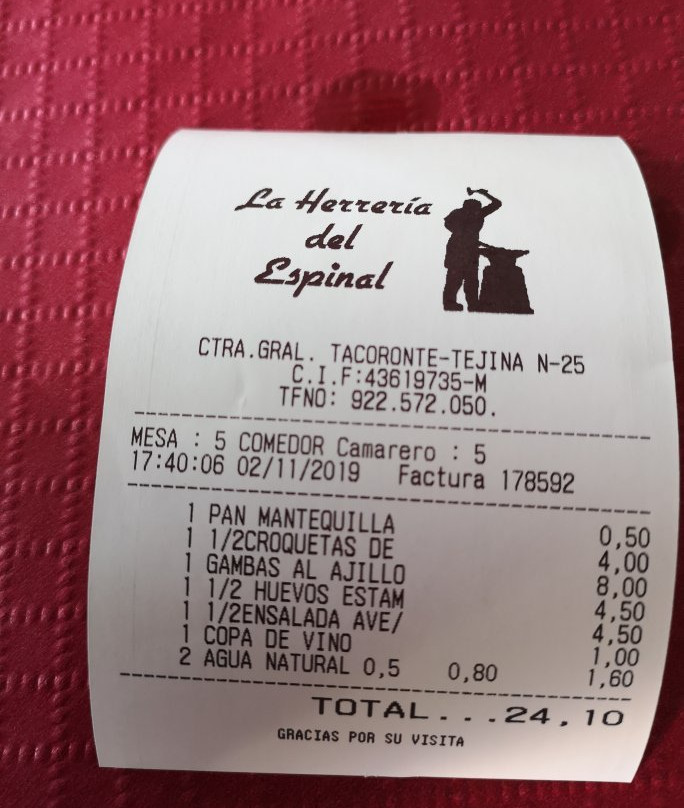 La Herrería
del
Espinal
CTRA.GRAL. TACORONTE-TEJINA N-25
C.I.F:43619735-M
TFNO: 922.572.050.
MESA : 5 COMEDOR Camarero : 5
17:40:06 02/11/2019 Factura 178592
1 PAN MANTEQUILLA 0,50
1 1/2CROQUETAS DE 4,00
1 GAMBAS AL AJILLO 8,00
1 1/2 HUEVOS ESTAM 4,50
1 1/2ENSALADA AVE/ 4,50
1 COPA DE VINO 1,00
2 AGUA NATURAL 0,5 0,80 1,60
TOTAL...24,10
GRACIAS POR SU VISITA